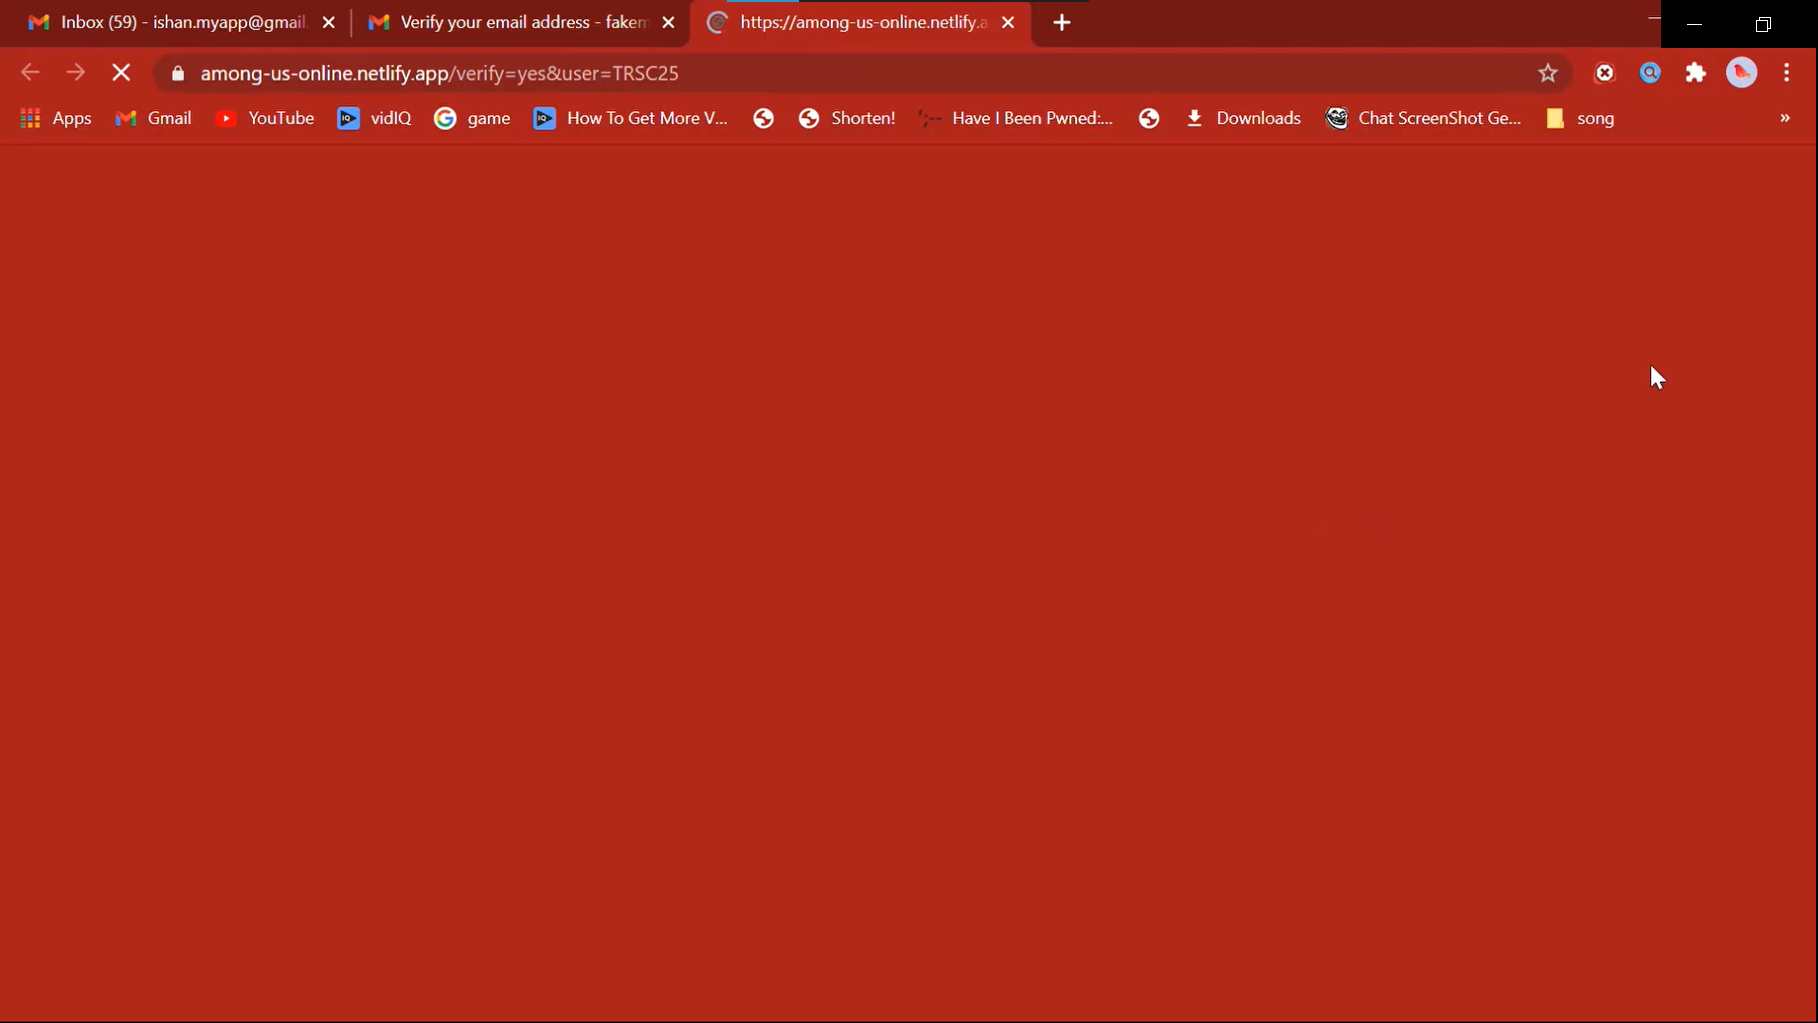 Inbox (59) - ishan.myapp@gmail.
Verify your email address - fakem
https://among-us-online.netlify.a
among-us-online.netlify.app/verify=yes&user=TRSC25
Apps
Gmail
YouTube
vidIQ
game
How To Get More V...
Shorten!
Have I Been Pwned:...
Downloads
Chat ScreenShot Ge...
song
»